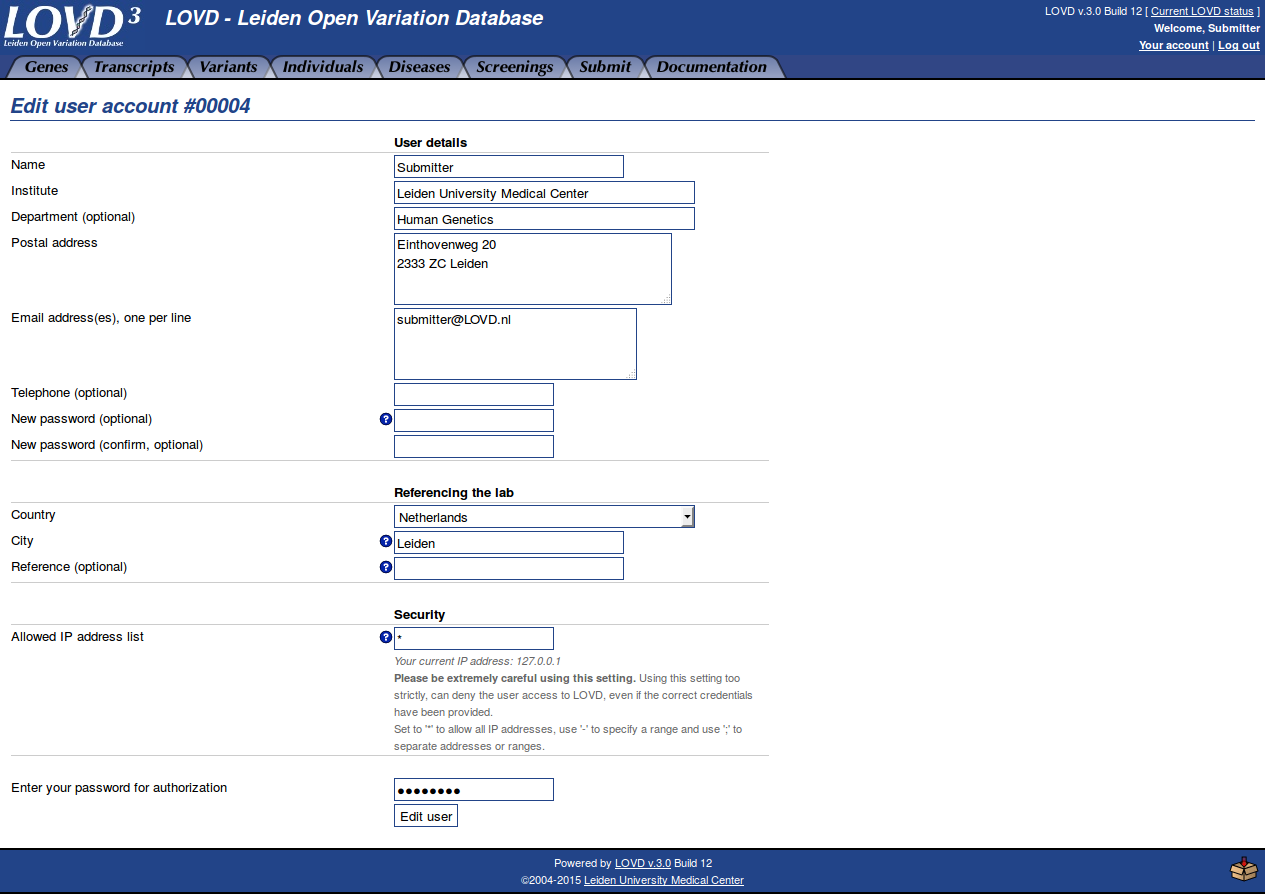 LOVD 3
Leiden Open Variation Database
LOVD - Leiden Open Variation Database
LOVD v.3.0 Build 12 [ Current LOVD status ]
Welcome, Submitter
Your account | Log out
Genes Transcripts Variants Individuals Diseases Screenings Submit Documentation
Edit user account #00004
User details
Name Submitter
Institute Leiden University Medical Center
Department (optional) Human Genetics
Postal address Einthovenweg 20
2333 ZC Leiden
Email address(es), one per line submitter@LOVD.nl
Telephone (optional)
New password (optional) ?
New password (confirm, optional)
Referencing the lab
Country Netherlands
City ? Leiden
Reference (optional) ?
Security
Allowed IP address list ? *
Your current IP address: 127.0.0.1
Please be extremely careful using this setting. Using this setting too
strictly, can deny the user access to LOVD, even if the correct credentials
have been provided.
Set to '*' to allow all IP addresses, use '-' to specify a range and use ';' to
separate addresses or ranges.
Enter your password for authorization ●●●●●●●●
Edit user
Powered by LOVD v.3.0 Build 12
©2004-2015 Leiden University Medical Center